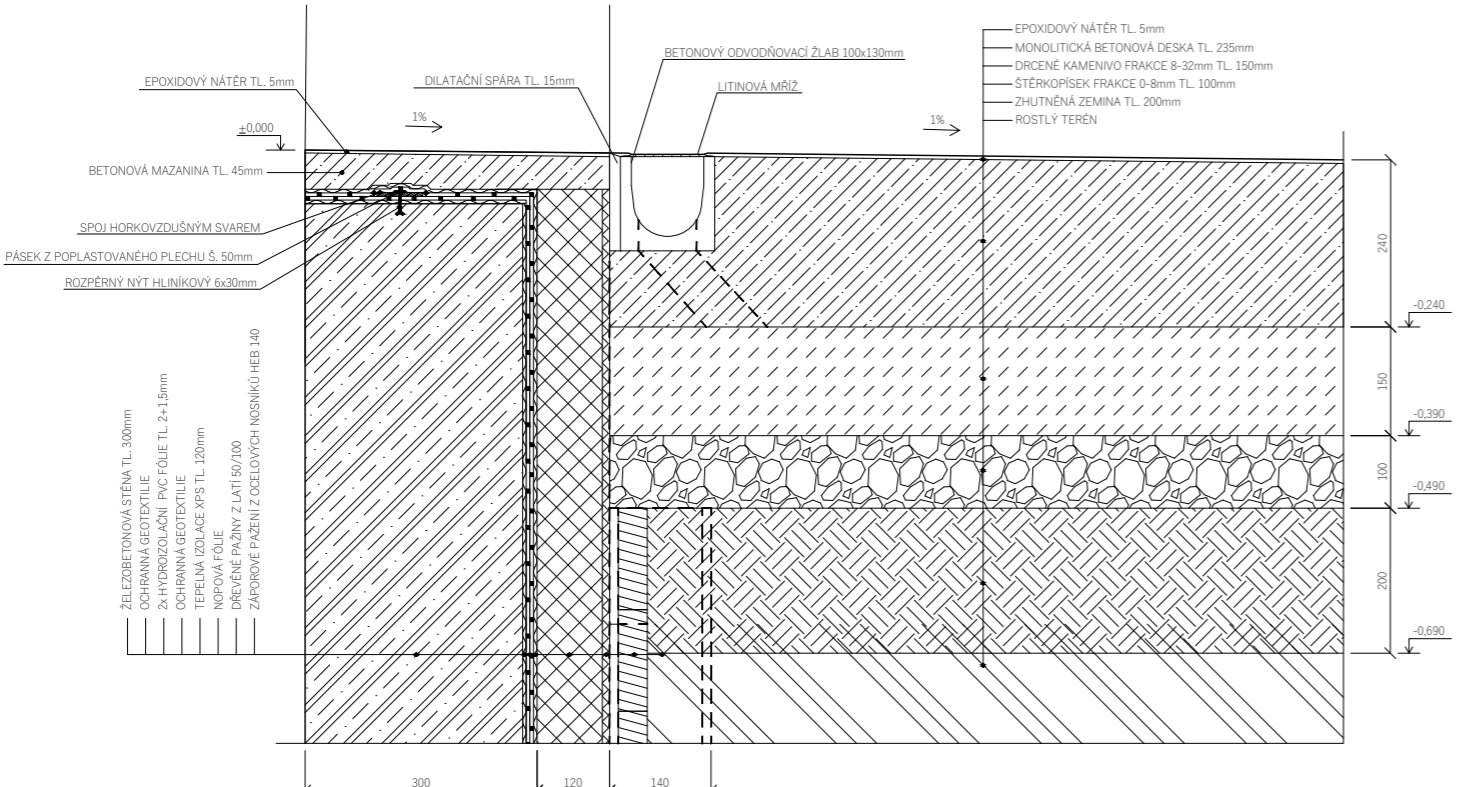 EPOXIDOVÝ NÁTĚR TL. 5mm
MONOLITICKÁ BETONOVÁ DESKA TL. 235mm
DRCENÉ KAMENIVO FRAKCE 8-32mm TL. 150mm
ŠTĚRKOPÍSEK FRAKCE 0-8mm TL. 100mm
ZHUTNĚNÁ ZEMINA TL. 200mm
ROSTLÝ TERÉN
BETONOVÝ ODVODŇOVACÍ ŽLAB 100x130mm
DILATAČNÍ SPÁRA TL. 15mm
LITINOVÁ MŘÍŽ
EPOXIDOVÝ NÁTĚR TL. 5mm
1%
1%
±0,000
BETONOVÁ MAZANINA TL. 45mm
SPOJ HORKOVZDUŠNÝM SVAREM
PÁSEK Z POPLASTOVANÉHO PLECHU Š. 50mm
ROZPĚRNÝ NÝT HLINÍKOVÝ 6x30mm
ŽELEZOBETONOVÁ STĚNA TL. 300mm
OCHRANNÁ GEOTEXTILIE
2x HYDROIZOLAČNÍ PVC FÓLIE TL. 2+1,5mm
OCHRANNÁ GEOTEXTILIE
TEPELNÁ IZOLACE XPS TL. 120mm
NOPOVÁ FÓLIE
DŘEVĚNÉ PAŽINY Z LATÍ 50/100
ZÁPOROVÉ PAŽENÍ Z OCELOVÝCH NOSNÍKŮ HEB 140
240
-0,240
150
-0,390
100
-0,490
200
-0,690
300
120
140